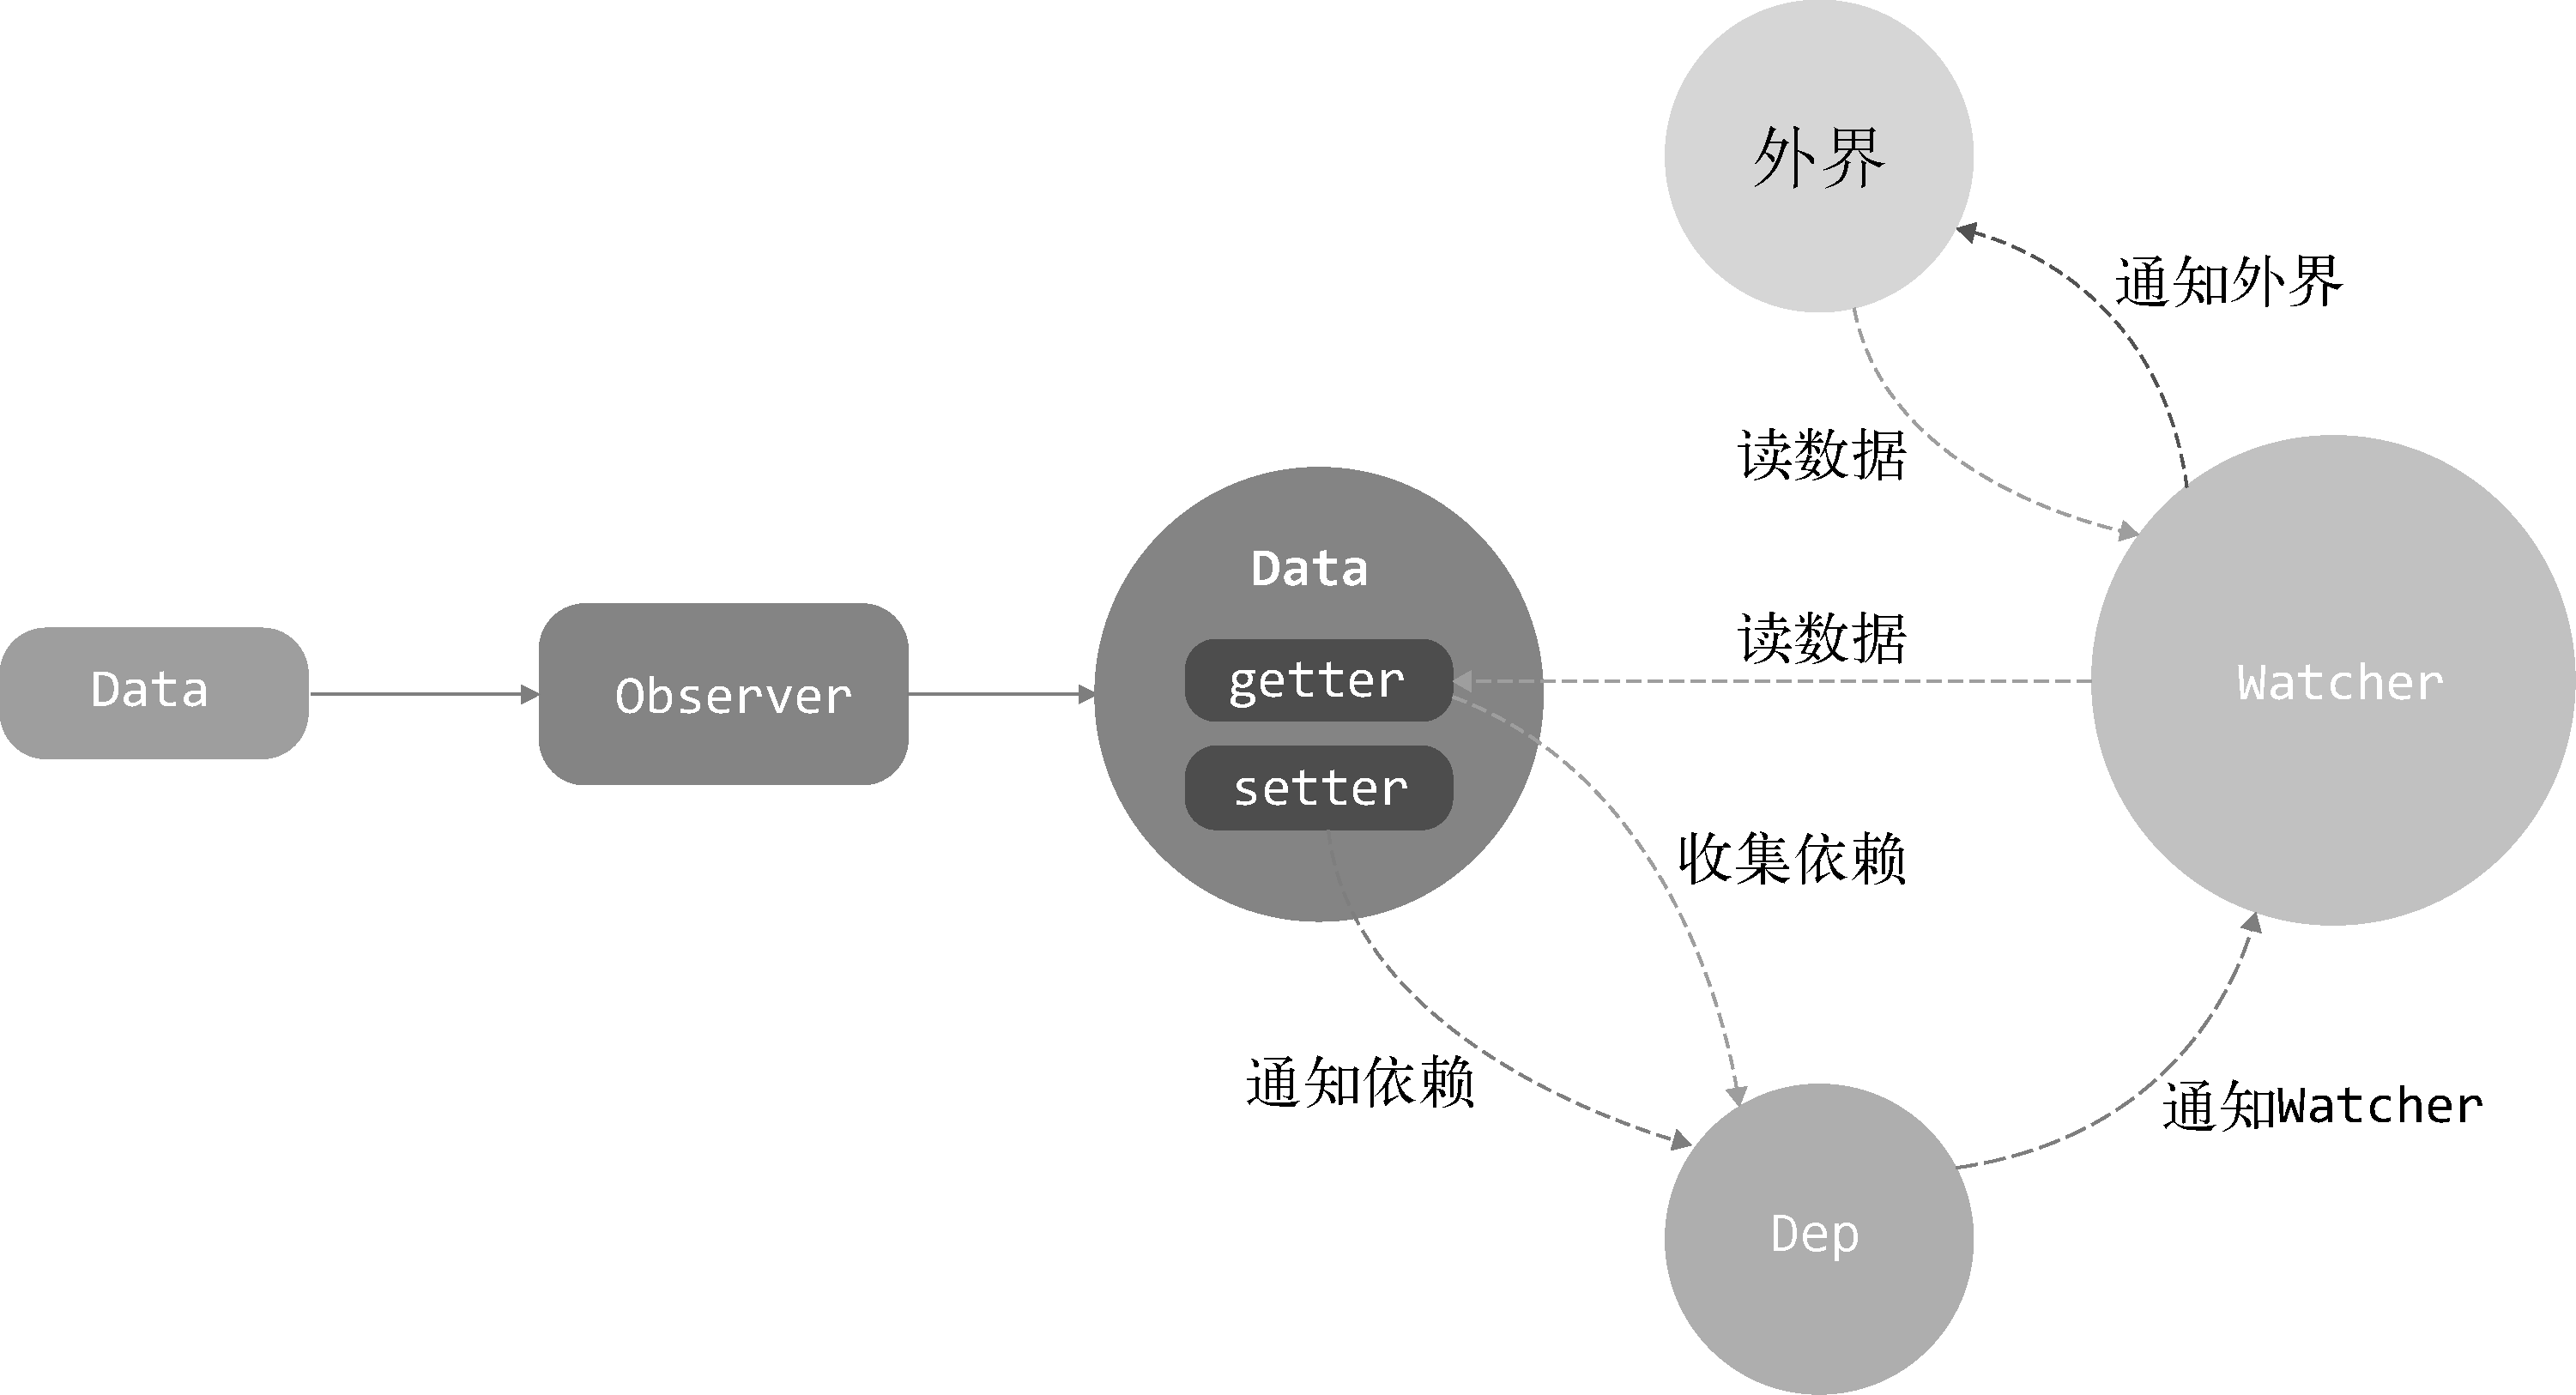 外界
通知外界
读数据
Data
读数据
Data
Observer
getter
Watcher
setter
收集依赖
通知依赖
通知Watcher
Dep